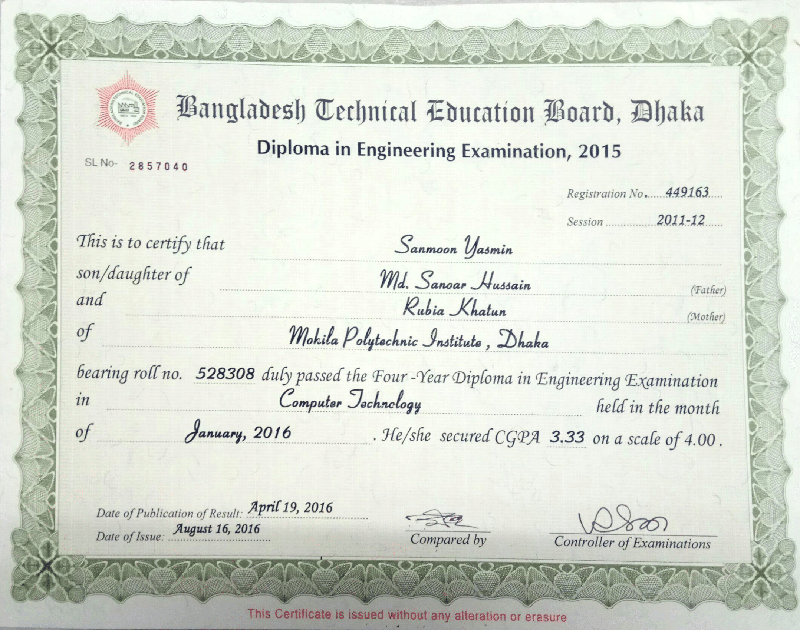 Bangladesh Technical Education Board, Dhaka
Diploma in Engineering Examination, 2015
SL No- 2857040
Registration No. 449163
Session 2011-12
This is to certify that Sanmoon Yasmin
son/daughter of Md. Sanoar Hussain (Father)
and Rubia Khatun (Mother)
of Mohila Polytechnic Institute, Dhaka
bearing roll no. 528308 duly passed the Four-Year Diploma in Engineering Examination
in Computer Technology held in the month
of January, 2016. He/she secured CGPA 3.33 on a scale of 4.00.
Date of Publication of Result: April 19, 2016
Date of Issue: August 16, 2016
Compared by
Controller of Examinations
This Certificate is issued without any alteration or erasure